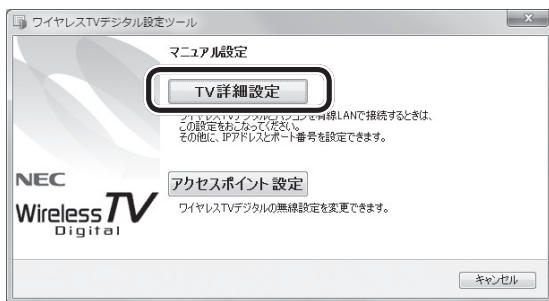 ワイヤレスTVデジタル設定ツール
マニュアル設定
TV詳細設定
ワイヤレスTVデジタルとパソコンを有線LANで接続するときは、
この設定をおこなってください。
その他に、IPアドレスとポート番号を設定できます。
NEC
Wireless TV
Digital
アクセスポイント設定
ワイヤレスTVデジタルの無線設定を変更できます。
キャンセル